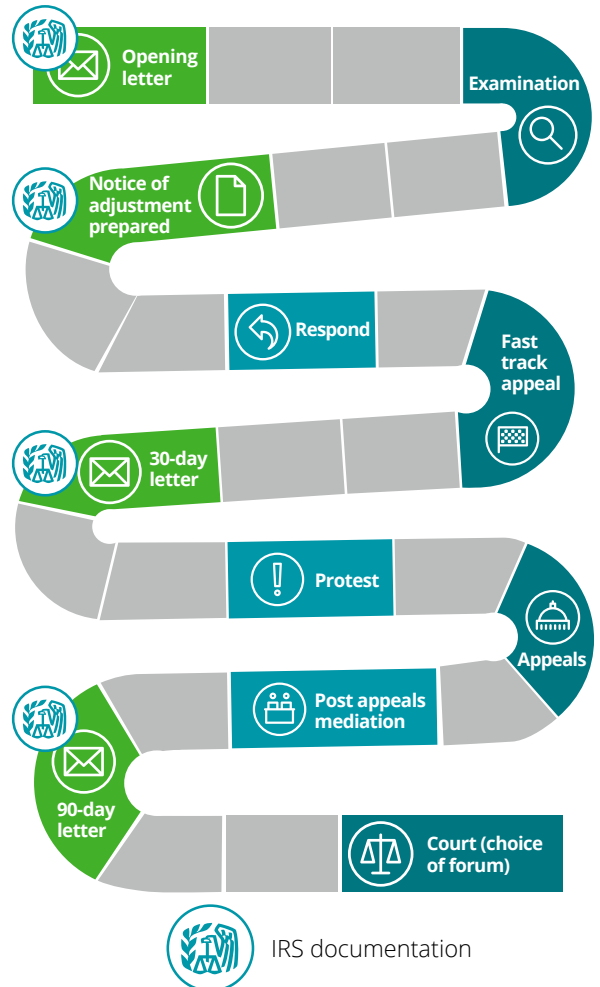 Opening
letter
Examination
Notice of
adjustment
prepared
Respond
Fast
track
appeal
30-day
letter
Protest
Appeals
Post appeals
mediation
90-day
letter
Court (choice
of forum)
IRS documentation